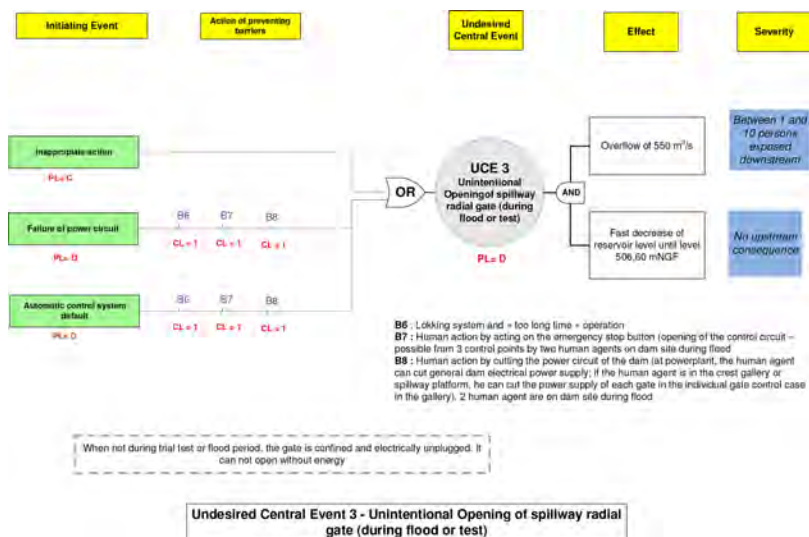 Initiating Event
Action of preventing
barriers
Undesired
Central Event
Effect
Severity
Inappropriate action
PL= C
Failure of power circuit
PL= D
B6 B7 B8
CL = 1 CL = 1 CL = 1
Automatic control system
default
B6 B7 B8
CL = 1 CL = 1 CL = 1
OR
UCE 3
Unintentional
Openingof spillway
radial gate (during
flood or test)
PL= D
AND
Overflow of 550 m³/s
Fast decrease of
reservoir level until level
506,60 mNGF
Between 1 and
10 persons
exposed
downstream
No upstream
consequence
B6 : Lokking system and « too long time » operation
B7 : Human action by acting on the emergency stop button (opening of the control circuit –
possible from 3 control points by two human agents on dam site during flood
B8 : Human action by cutting the power circuit of the dam (at powerplant, the human agent
can cut general dam electrical power supply; if the human agent is in the crest gallery or
spillway platform, he can cut the power supply of each gate in the individual gate control case
in the gallery). 2 human agent are on dam site during flood
When not during trial test or flood period, the gate is confined and electrically unplugged. It
can not open without energy
Undesired Central Event 3 - Unintentional Opening of spillway radial
gate (during flood or test)